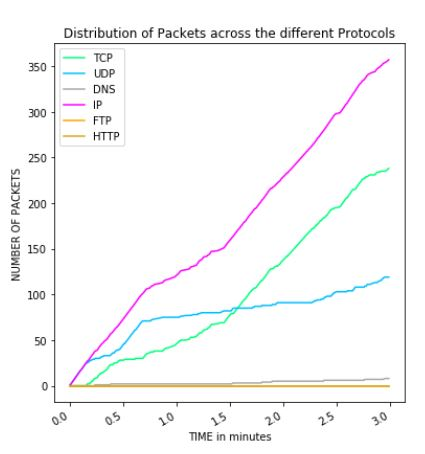 Distribution of Packets across the different Protocols
TCP
UDP
DNS
IP
FTP
HTTP
NUMBER OF PACKETS
350
300
250
200
150
100
50
0
0.0 0.5 1.0 1.5 2.0 2.5 3.0
TIME in minutes